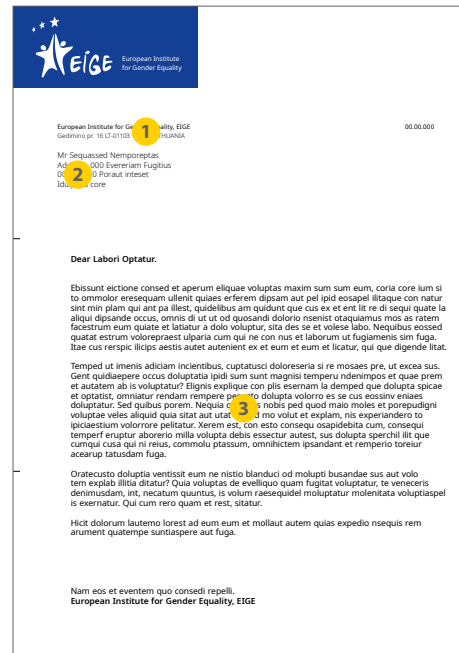 EIGE
European Institute
for Gender Equality
European Institute for Ge ality, EIGE
Gedimino pr. 16 LT-01103 HUANIA
1
00.00.000
Mr Sequassed Nemporeptas
000 Evereriam Fugitius
2
Poraut inteset
core
Dear Labori Optatur.
Ebissunt eictione consed et aperum eliquae voluptas maxim sum sum eum, coria core ium si
to ommolor eresequam ullenit quiaes erferem dipsam aut pel ipid eosapel ilitaque con natur
sint min plam qui ant pa illest, quidelibus am quidunt que cus ex et ent lit re di sequi quate la
aliqui dipsande occus, omnis di ut ut od quosandi dolorio nsenist otaquiamus mos as ratem
facestrum eum quiate et latiatur a dolo voluptur, sita des se et volese labo. Nequibus eossed
quatat estrum volorepraest ulparia cum qui ne con nus et laborum ut fugiamenis sim fuga.
Itae cus rerspic ilicips aestis autet autenient ex et eum et eum et licatur, qui que digende litat.
Temped ut imenis adiciam incientibus, cuptatusci doloreseria si re mosaes pre, ut excea sus.
Gent quidiaepere occus doluptatia ipidi sum sunt magnisi temperu ndenimpos et quae prem
et autatem ab is voluptatur? Elignis explique con plis esernam la demped que dolupta spicae
et optatist, omniatur rendam rempere pe to dolupta volorro es se cus eossinv eniaes
doluptatur. Sed quibus porem. Nequia c s nobis ped quod maio moles et porepudigni
voluptae veles aliquid quia sitat aut utat d mo volut et explam, nis experiandero to
ipiciaestium volorrore pelitatur. Xerem est, con esto consequ osapidebita cum, consequi
temperf eruptur aborerio milla volupta debis essectur autest, sus dolupta sperchil ilit que
cumqui cusa qui ni reius, commolu ptassum, omnihictem ipsandant et remperio toreiur
acearup tatusdam fuga.
3
Oratecusto doluptia ventissit eum ne nistio blanduci od molupti busandae sus aut volo
tem explab illitia ditatur? Quia voluptas de evelliquo quam fugitat voluptatur, te veneceris
denimusdam, int, necatum quuntus, is volum raesequidel moluptatur molenitata voluptiaspel
is exernatur. Qui cum rero quam et rest, sitatur.
Hicit dolorum lautemo lorest ad eum eum et mollaut autem quias expedio nsequis rem
arument quatempe suntiaspere aut fuga.
Nam eos et eventem quo consedi repelli.
European Institute for Gender Equality, EIGE